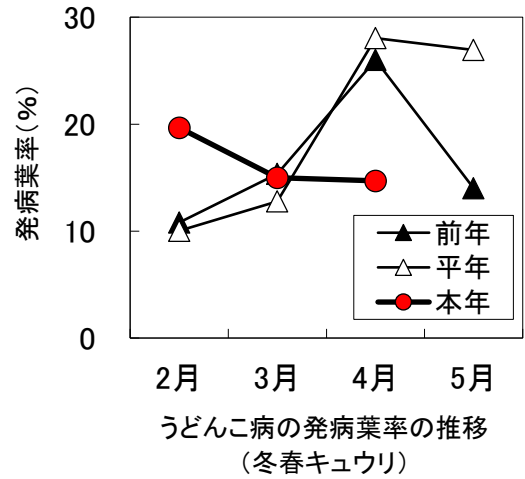 30
20
10
0
発病葉率(%)
前年
平年
本年
2月 3月 4月 5月
うどんこ病の発病葉率の推移
(冬春キュウリ)